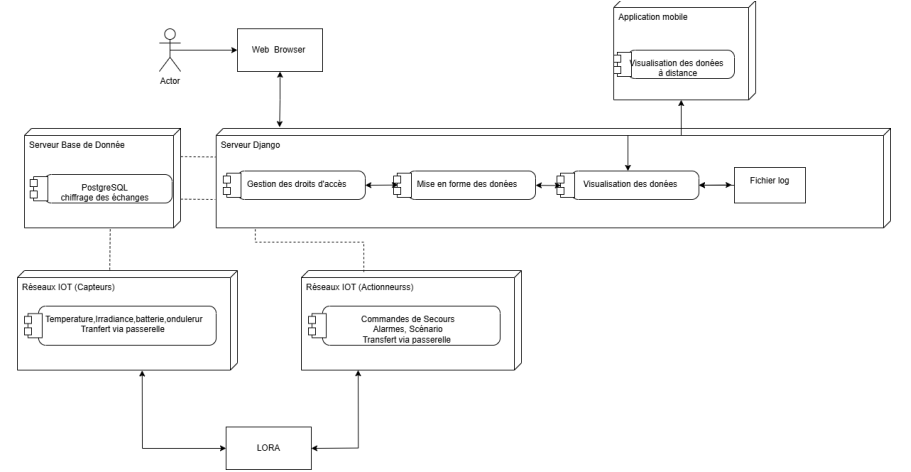 Application mobile
Visualisation des donées
à distance
Web Browser
Actor
Serveur Base de Donnée
PostgreSQL
chiffrage des échanges
Serveur Django
Gestion des droits d'accès
Mise en forme des donées
Visualisation des donées
Fichier log
Réseaux IOT (Capteurs)
Temperature,Irradiance,batterie,ondulerur
Tranfert via passerelle
Réseaux IOT (Actionneurss)
Commandes de Secours
Alarmes, Scénario
Transfert via passerelle
LORA